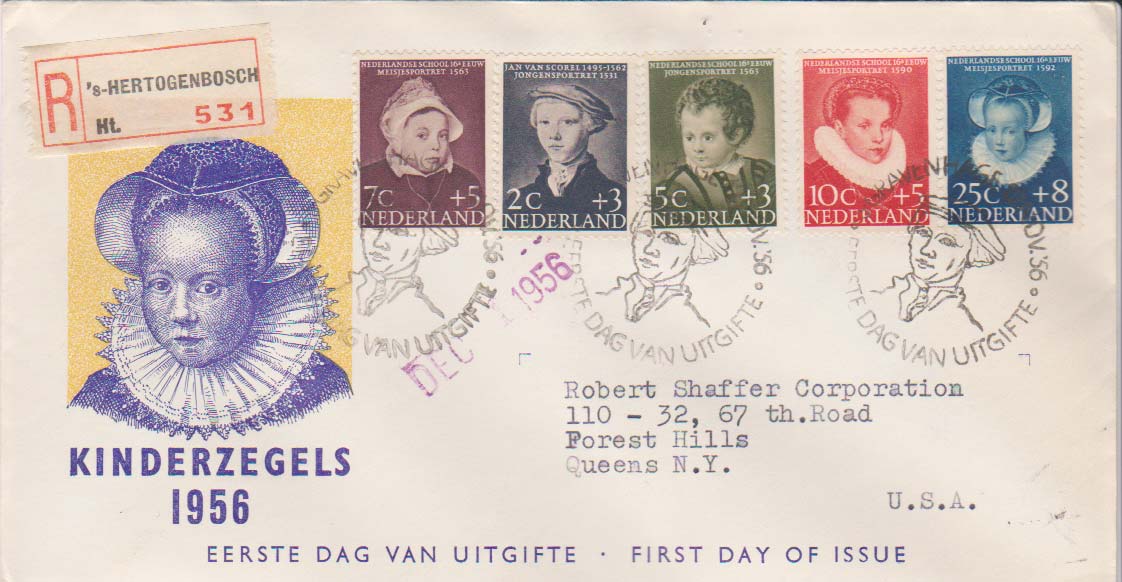 R
's-HERTOGENBOSCH
Ht. 531
NEDERLANDSE SCHOOL 16e EEUW
MEISJESPORTRET 1563
7C +5
NEDERLAND
JAN VAN SCOREL 1495-1562
JONGENSPORTRET 1531
2C +3
NEDERLAND
NEDERLANDSE SCHOOL 16e EEUW
JONGENSPORTRET 1563
5C +3
NEDERLAND
NEDERLANDSE SCHOOL 16e EEUW
MEISJESPORTRET 1590
10C +5
NEDERLAND
NEDERLANDSE SCHOOL 16e EEUW
MEISJESPORTRET 1592
25C +8
NEDERLAND
DAG VAN UITGIFTE
EERSTE DAG VAN UITGIFTE
RAVENHAGE
EERSTE DAG VAN UITGIFTE
DEC 1956
Robert Shaffer Corporation
110 - 32, 67 th.Road
Forest Hills
Queens N.Y.
U.S.A.
KINDERZEGELS
1956
EERSTE DAG VAN UITGIFTE · FIRST DAY OF ISSUE